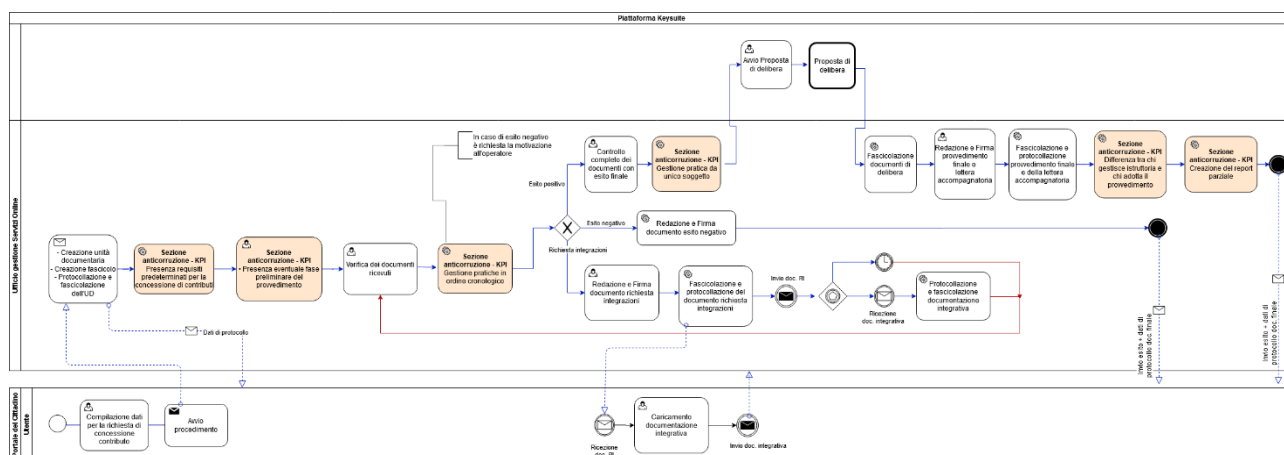 Piattaforma Keysuite
Avvio Proposta
di delibera
Proposta di
delibera
Ufficio gestione Servizi Online
In caso di esito negativo
è richiesta la motivazione
all'operatore
Controllo
completo dei
documenti con
esito finale
Sezione
anticorruzione - KPI
Gestione pratica da
unico soggetto
Fascicolazione
documenti di
delibera
Redazione e Firma
provvedimento
finale e
lettera
accompagnatoria
Fascicolazione e
protocollazione
provvedimento finale
e della lettera
accompagnatoria
Sezione
anticorruzione - KPI
Differenza tra chi
gestisce istruttoria e
chi adotta il
provvedimento
Sezione
anticorruzione - KPI
Creazione del report
parziale
Esito positivo
X
Esito negativo
Richiesta integrazioni
Redazione e Firma
documento esito negativo
- Creazione unità
documentaria
- Creazione fascicolo
- Protocollazione e
fascicolazione
dell'UD
Sezione
anticorruzione - KPI
Presenza requisiti
predeterminati per la
concessione di contributi
Sezione
anticorruzione - KPI
- Presenza eventuale fase
preliminare del
provvedimento
Verifica dei documenti
ricevuti
Sezione
anticorruzione - KPI
Gestione pratiche in
ordine cronologico
Redazione e Firma
documento richiesta
integrazioni
Fascicolazione e
protocollazione del
documento richiesta
integrazioni
Invio doc. RI
Ricezione
doc. integrativa
Protocollazione
e fascicolazione
documentazione
integrativa
Dati di protocollo
Invio esito + dati di
protocollo doc. finale
Invio esito + dati di
protocollo doc. finale
Portale del Cittadino
Utente
Compilazione dati
per la richiesta di
concessione
contributo
Avvio
procedimento
Ricezione
doc. RI
Caricamento
documentazione
integrativa
Invio doc. integrativa